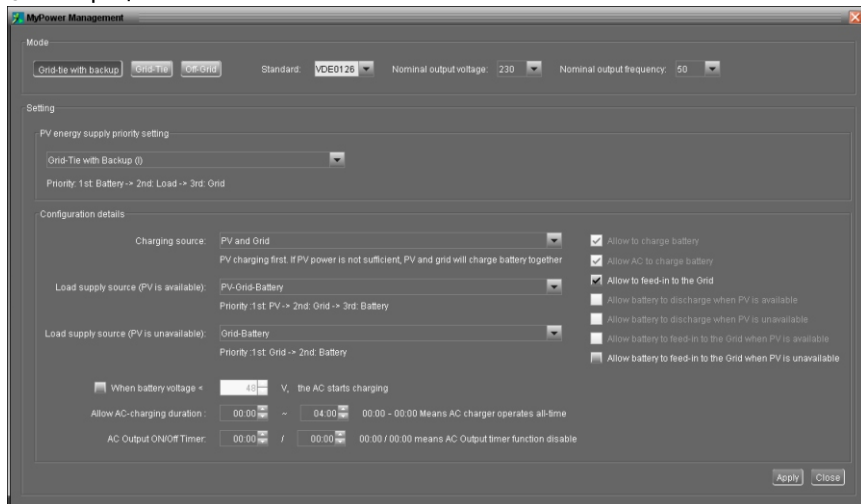 MyPower Management
Mode
Grid-tie with backup Grid-Tie Off-Grid Standard: VDE0126 Nominal output voltage: 230 Nominal output frequency: 50
Setting
PV energy supply priority setting
Grid-Tie with Backup (I)
Priority: 1st: Battery -> 2nd: Load -> 3rd: Grid
Configuration details
Charging source: PV and Grid
PV charging first. If PV power is not sufficient, PV and grid will charge battery together
Load supply source (PV is available): PV-Grid-Battery
Priority :1st: PV -> 2nd: Grid -> 3rd: Battery
Load supply source (PV is unavailable): Grid-Battery
Priority :1st: Grid -> 2nd: Battery
Allow to charge battery
Allow AC to charge battery
Allow to feed-in to the Grid
Allow battery to discharge when PV is available
Allow battery to discharge when PV is unavailable
Allow battery to feed-in to the Grid when PV is available
Allow battery to feed-in to the Grid when PV is unavailable
When battery voltage < 48 V, the AC starts charging
Allow AC-charging duration : 00:00 ~ 04:00 00:00 – 00:00 Means AC charger operates all-time
AC Output ON/Off Timer: 00:00 / 00:00 00:00 / 00:00 means AC Output timer function disable
Apply Close